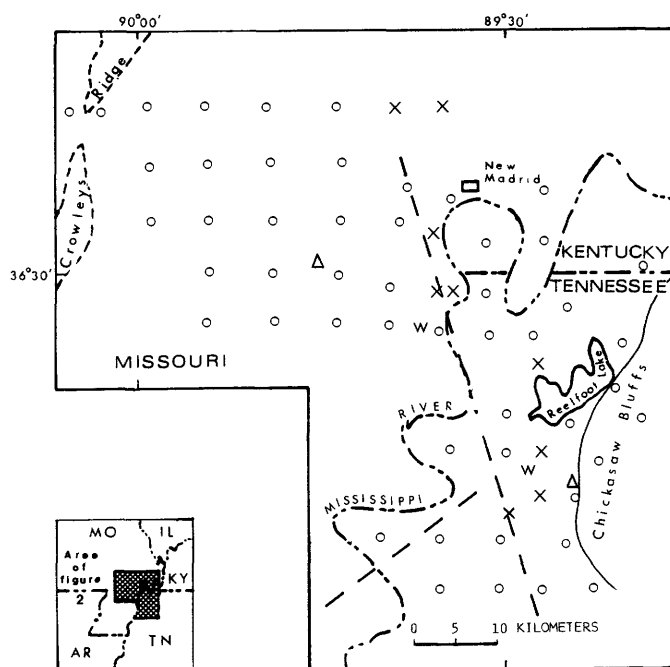 90°00'
89°30'
Ridge
New
Madrid
Crowleys
KENTUCKY
36°30'
TENNESSEE
W
MISSOURI
Reelfoot Lake
RIVER
Chickasaw Bluffs
W
MISSISSIPPI
MO
IL
Area
of
figure
2
KY
AR
TN
0 5 10 KILOMETERS